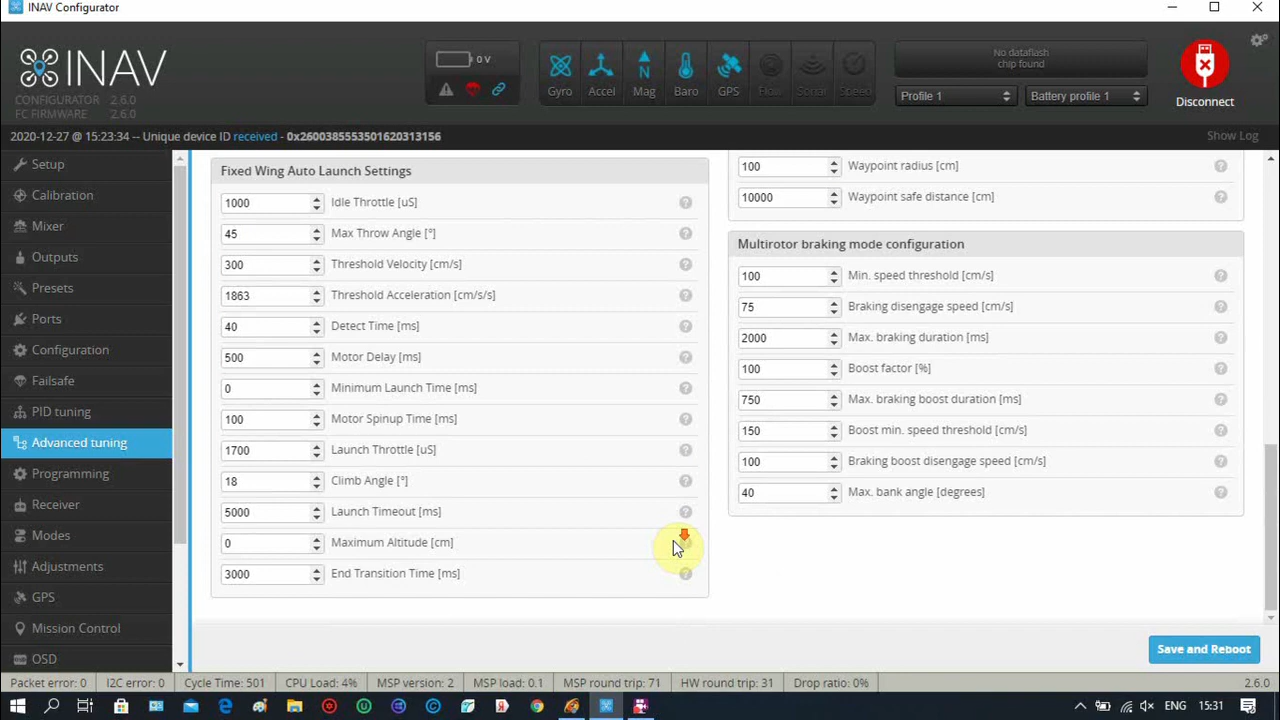 INAV Configurator
INAV
CONFIGURATOR 2.6.0
FC FIRMWARE 2.6.0
0 V
Gyro Accel Mag Baro GPS Flow Sonar Speed
No dataflash
chip found
Profile 1 Battery profile 1
Disconnect
2020-12-27 @ 15:23:34 -- Unique device ID received - 0x2600385553501620313156
Show Log
Setup
Calibration
Mixer
Outputs
Presets
Ports
Configuration
Failsafe
PID tuning
Advanced tuning
Programming
Receiver
Modes
Adjustments
GPS
Mission Control
OSD
Fixed Wing Auto Launch Settings
1000 Idle Throttle [uS] ?
45 Max Throw Angle [°] ?
300 Threshold Velocity [cm/s] ?
1863 Threshold Acceleration [cm/s/s] ?
40 Detect Time [ms] ?
500 Motor Delay [ms] ?
0 Minimum Launch Time [ms] ?
100 Motor Spinup Time [ms] ?
1700 Launch Throttle [uS] ?
18 Climb Angle [°] ?
5000 Launch Timeout [ms] ?
0 Maximum Altitude [cm]
3000 End Transition Time [ms] ?
100 Waypoint radius [cm] ?
10000 Waypoint safe distance [cm] ?
Multirotor braking mode configuration
100 Min. speed threshold [cm/s] ?
75 Braking disengage speed [cm/s] ?
2000 Max. braking duration [ms] ?
100 Boost factor [%] ?
750 Max. braking boost duration [ms] ?
150 Boost min. speed threshold [cm/s] ?
100 Braking boost disengage speed [cm/s] ?
40 Max. bank angle [degrees] ?
Save and Reboot
Packet error: 0 I2C error: 0 Cycle Time: 501 CPU Load: 4% MSP version: 2 MSP load: 0.1 MSP round trip: 71 HW round trip: 31 Drop ratio: 0% 2.6.0
ENG 15:31